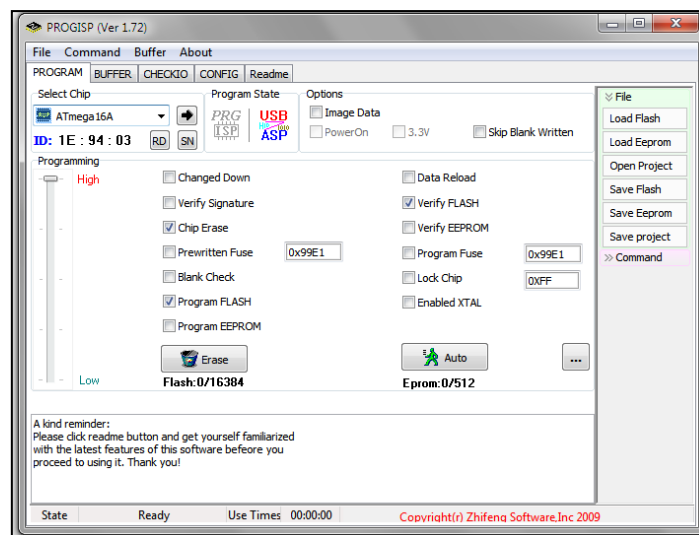 PROGISP (Ver 1.72)
File Command Buffer About
PROGRAM BUFFER CHECKIO CONFIG Readme
Select Chip
ATmega16A
ID: 1E : 94 : 03 RD SN
Program State
PRG ISP
USB ASP
Options
Image Data
PowerOn 3.3V Skip Blank Written
Programming
High
Low
Changed Down
Verify Signature
Chip Erase
Prewritten Fuse 0x99E1
Blank Check
Program FLASH
Program EEPROM
Erase
Flash:0/16384
Data Reload
Verify FLASH
Verify EEPROM
Program Fuse 0x99E1
Lock Chip 0XFF
Enabled XTAL
Auto ...
Eprom:0/512
File
Load Flash
Load Eeprom
Open Project
Save Flash
Save Eeprom
Save project
Command
A kind reminder:
Please click readme button and get yourself familiarized
with the latest features of this software befeore you
proceed to using it. Thank you!
State Ready Use Times 00:00:00 Copyright(r) Zhifeng Software,Inc 2009